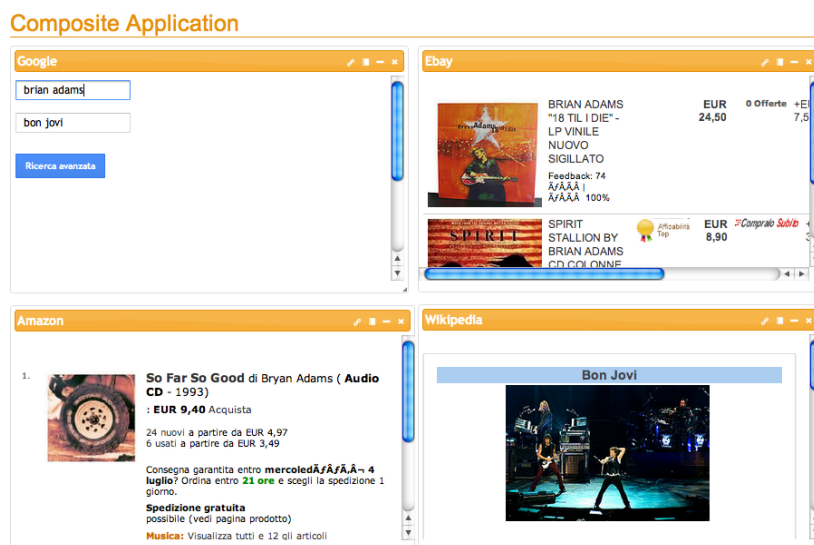 Composite Application
Google
brian adams
bon jovi
Ricerca avanzata
Ebay
BRIAN ADAMS
"18 TIL I DIE" -
LP VINILE
NUOVO
SIGILLATO
Feedback: 74
ÃƒÂ‚Ã‚Â |
ÃƒÂ‚Ã‚Â 100%
EUR
24,50
0 Offerte
SPIRIT
SPIRIT
STALLION BY
BRIAN ADAMS
CD COLONNE
Affidabilità
Top
EUR
8,90
Compralo Subito
Amazon
1.
So Far So Good di Bryan Adams ( Audio
CD - 1993)
: EUR 9,40 Acquista
24 nuovi a partire da EUR 4,97
6 usati a partire da EUR 3,49
Consegna garantita entro mercoledÃƒÂƒÃ‚Â¬ 4
luglio? Ordina entro 21 ore e scegli la spedizione 1
giorno.
Spedizione gratuita
possibile (vedi pagina prodotto)
Musica: Visualizza tutti e 12 gli articoli
Wikipedia
Bon Jovi